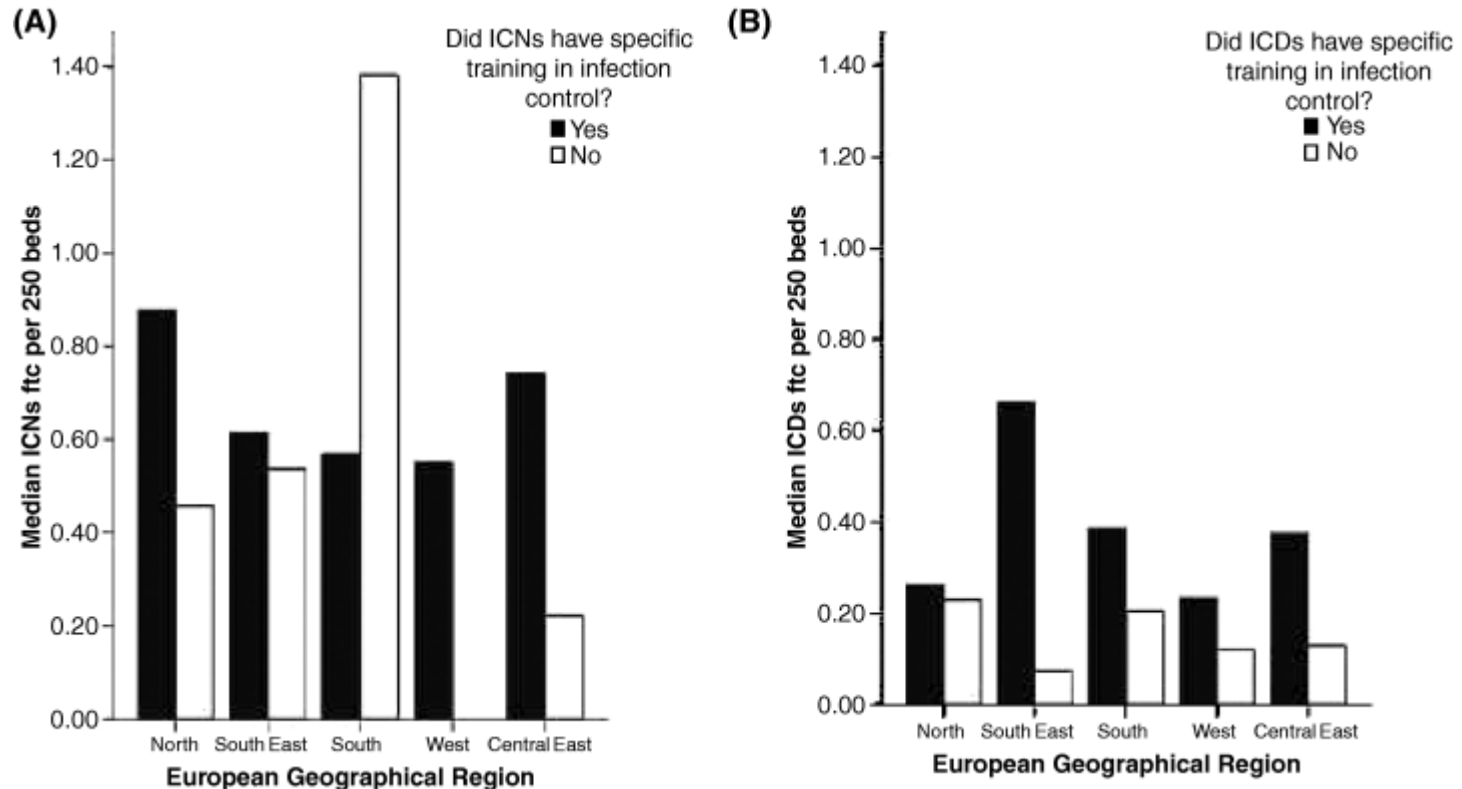 (A)
Did ICNs have specific
training in infection
control?
Yes
No
Median ICNs ftc per 250 beds
1.40
1.20
1.00
0.80
0.60
0.40
0.20
0.00
North
South East
South
West
Central East
European Geographical Region
(B)
Did ICDs have specific
training in infection
control?
Yes
No
Median ICDs ftc per 250 beds
1.40
1.20
1.00
0.80
0.60
0.40
0.20
0.00
North
South East
South
West
Central East
European Geographical Region